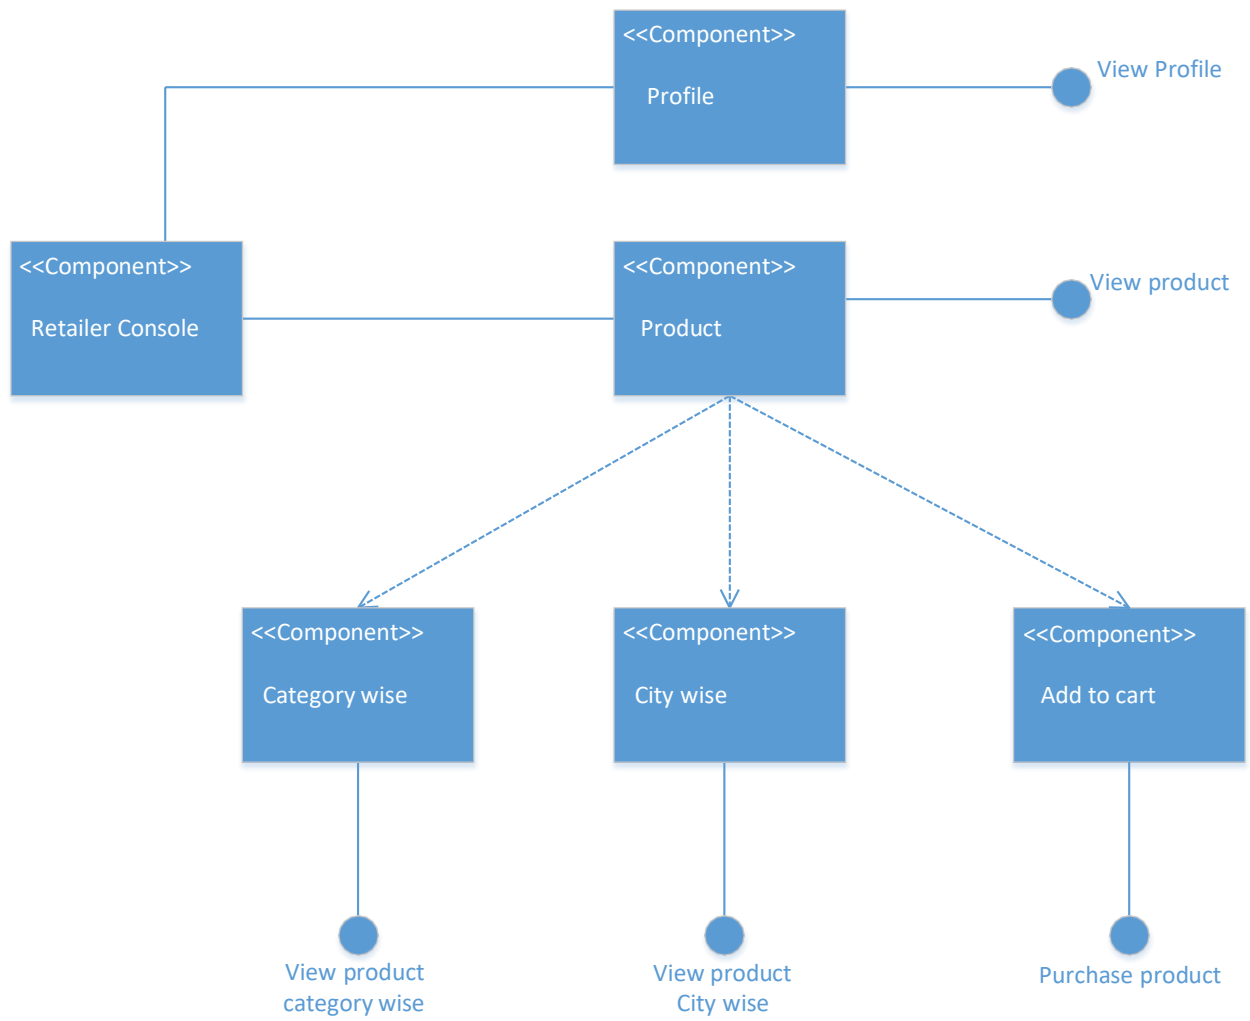 <<Component>>
Profile
View Profile
<<Component>>
Retailer Console
<<Component>>
Product
View product
<<Component>>
Category wise
<<Component>>
City wise
<<Component>>
Add to cart
View product
category wise
View product
City wise
Purchase product